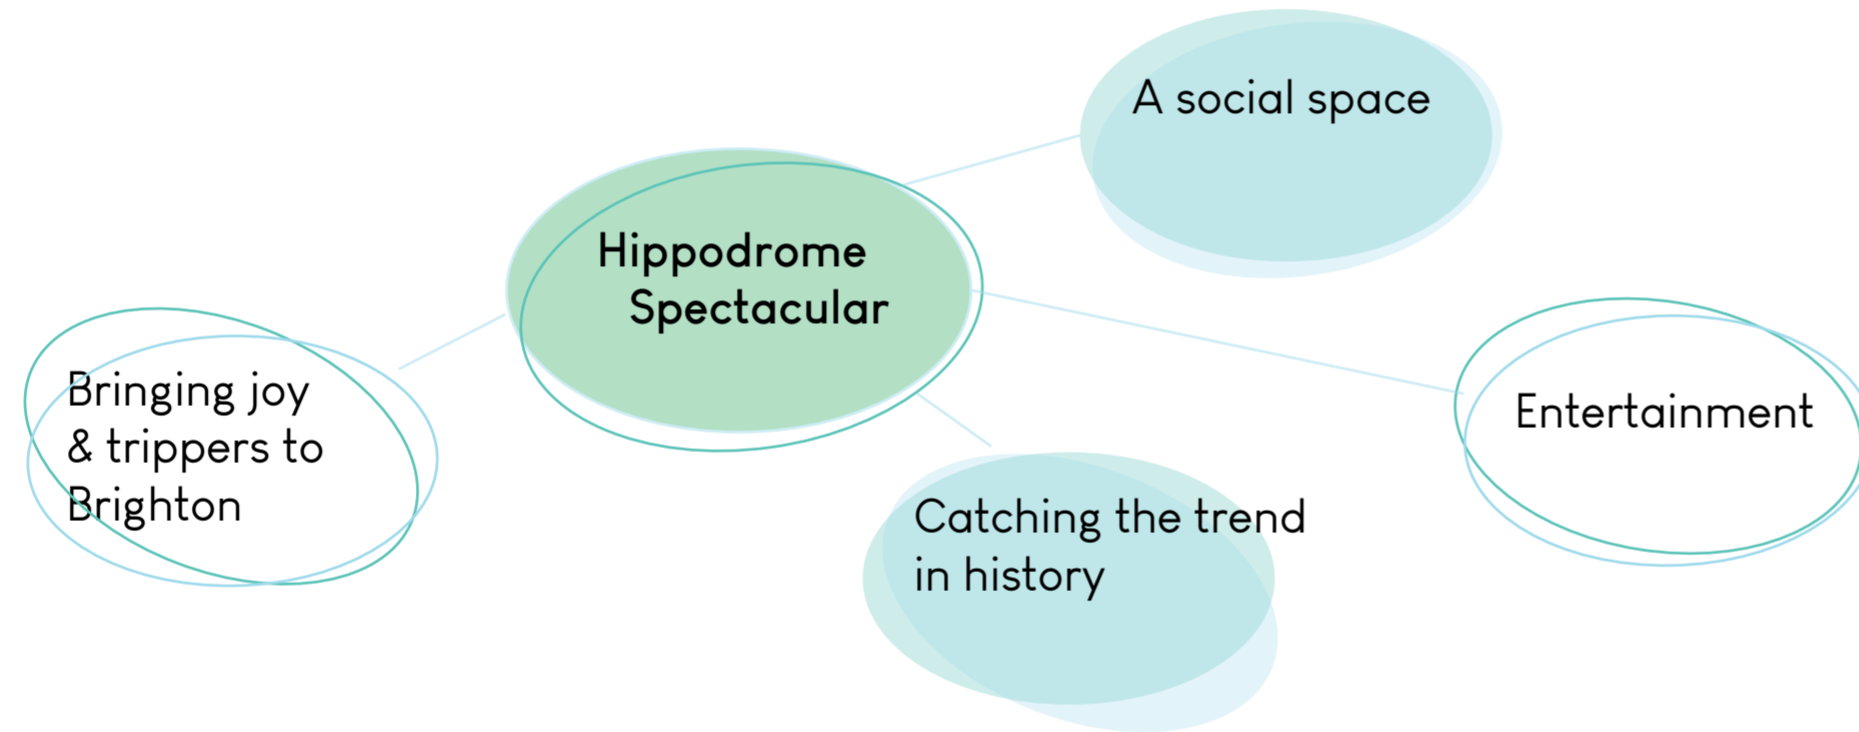 A social space
Hippodrome
Spectacular
Bringing joy
& trippers to
Brighton
Entertainment
Catching the trend
in history